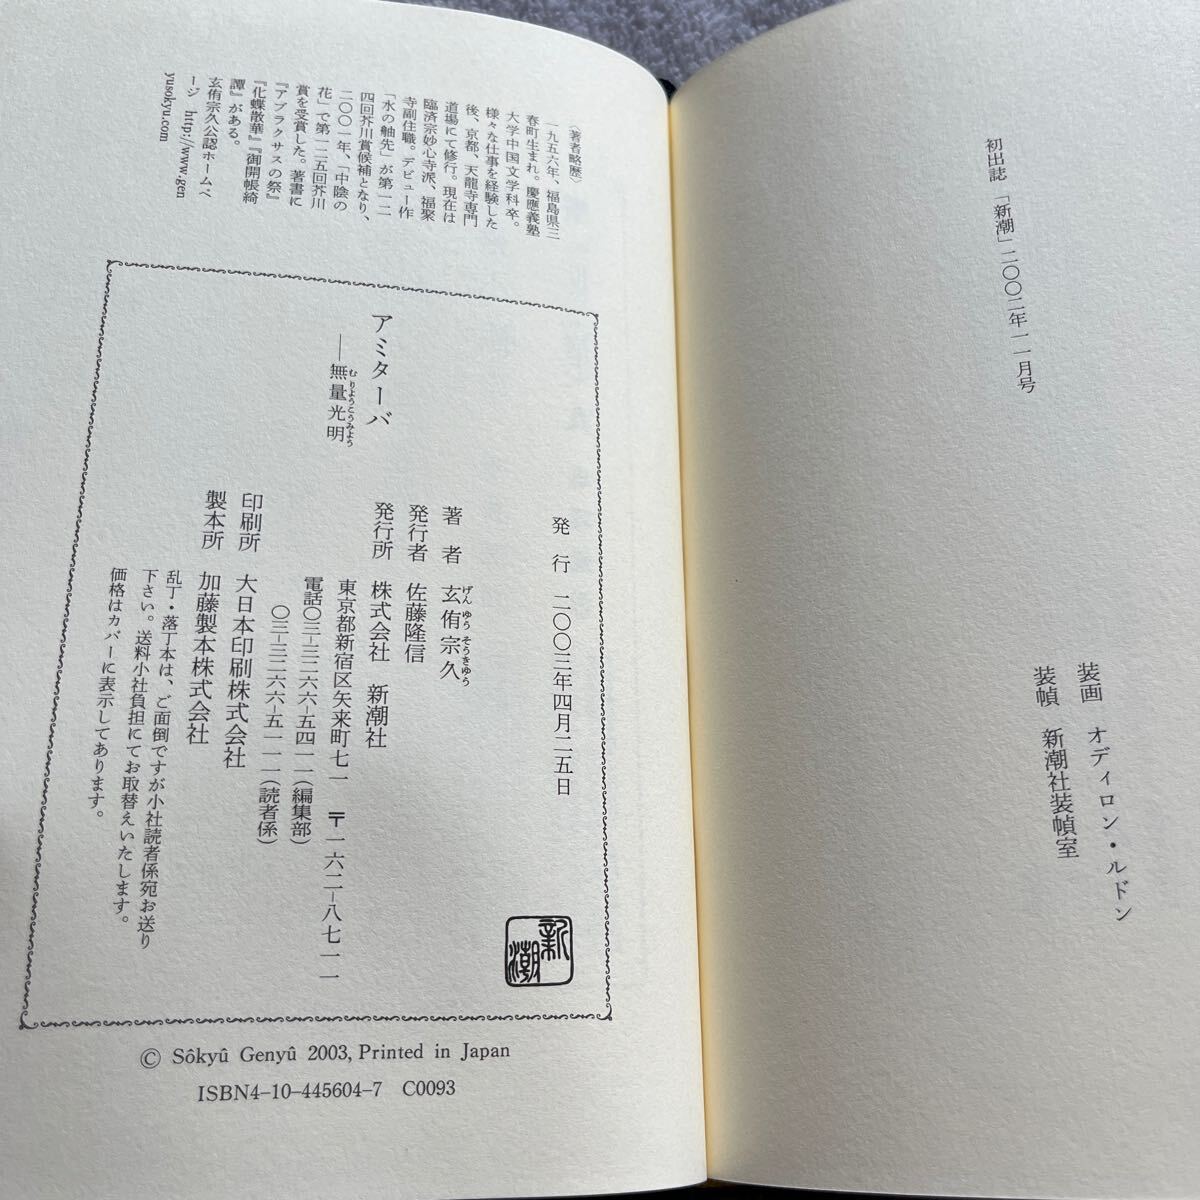 初出誌 「新潮」二〇〇二年一一月号
装画 オディロン・ルドン
装幀 新潮社装幀室
〈著者略歴〉
一九五六年、福島県三
春町生まれ。慶應義塾
大学中国文学科卒。
様々な仕事を経験した
後、京都、天龍寺専門
道場にて修行。現在は
臨済宗妙心寺派、福聚
寺副住職。デビュー作
「水の舳先」が第一二
四回芥川賞候補となり、
二〇〇一年、「中陰の
花」で第一二五回芥川
賞を受賞した。著書に
『アブラクサスの祭』
『化蝶散華』『御開帳綺
譚』がある。
玄侑宗久公認ホームペ
ージ http://www.gen
yusokyu.com
アミターバ
――無量光明
むりようこうみよう
発行 二〇〇三年四月二五日
著者 玄侑宗久
げんゆうそうきゆう
発行者 佐藤隆信
発行所 株式会社 新潮社
東京都新宿区矢来町七一 〒一六二―八七一一
電話〇三―三二六六―五四一一(編集部)
〇三―三二六六―五一一一(読者係)
印刷所 大日本印刷株式会社
製本所 加藤製本株式会社
乱丁・落丁本は、ご面倒ですが小社読者係宛お送り
下さい。送料小社負担にてお取替えいたします。
価格はカバーに表示してあります。
新潮
© Sôkyû Genyû 2003, Printed in Japan
ISBN4-10-445604-7 C0093